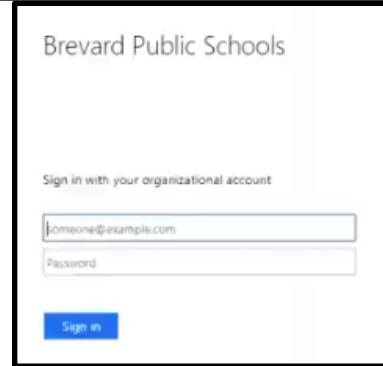 Brevard Public Schools
Sign in with your organizational account
someone@example.com
Password
Sign in